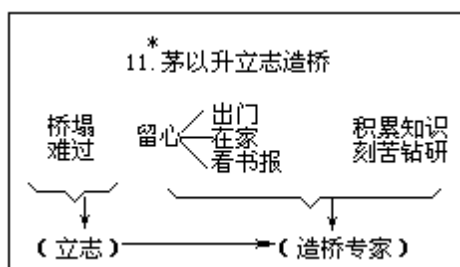 11.*茅以升立志造桥
桥塌
难过
留心
出门
在家
看书报
积累知识
刻苦钻研
(立志)
(造桥专家)